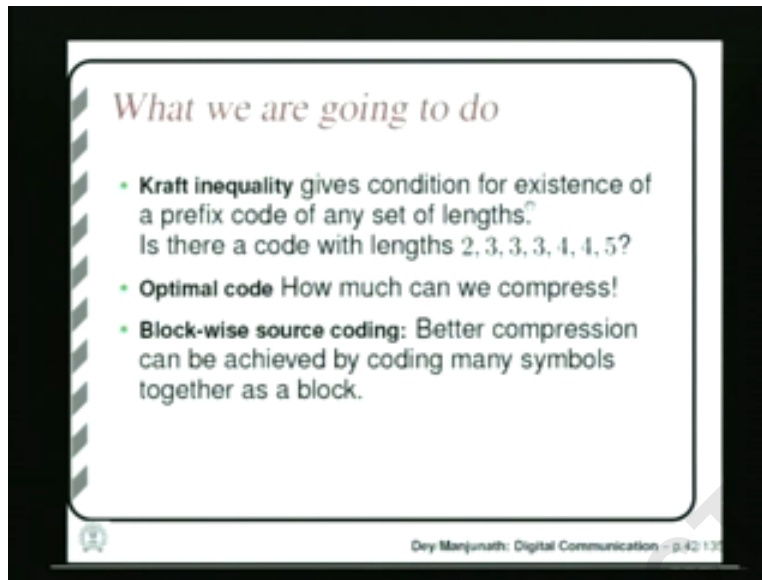 What we are going to do
• Kraft inequality gives condition for existence of
a prefix code of any set of lengths.
Is there a code with lengths 2, 3, 3, 3, 4, 4, 5?
• Optimal code How much can we compress!
• Block-wise source coding: Better compression
can be achieved by coding many symbols
together as a block.
Dey Manjunath: Digital Communication – p.42/135